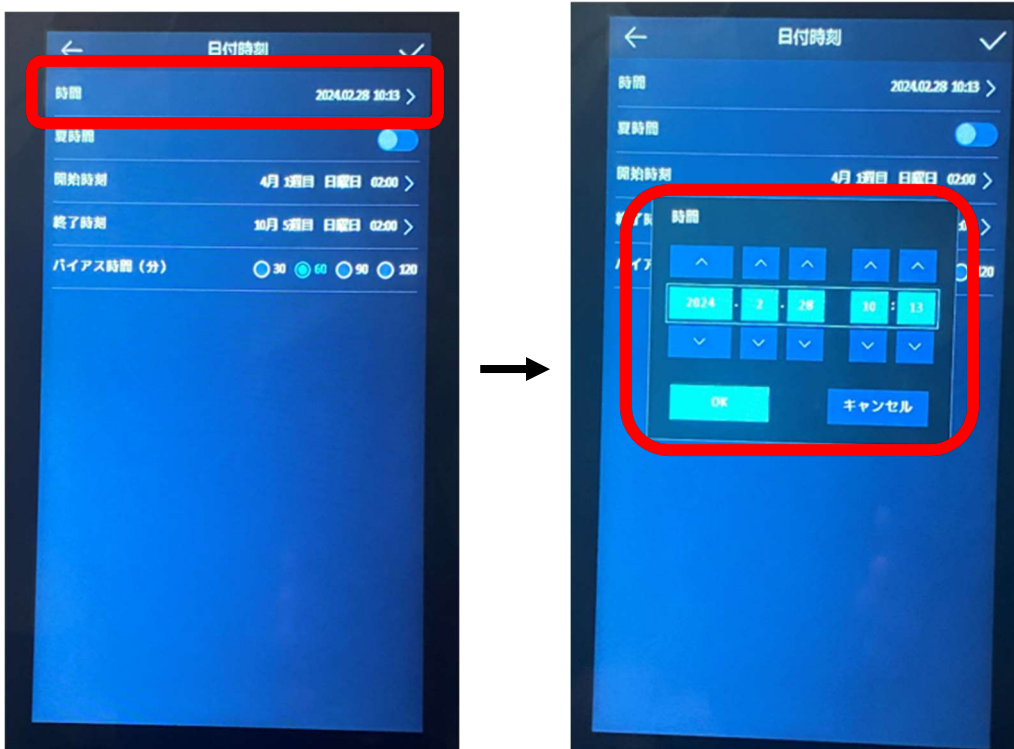 日付時刻
時間 2024.02.28 10:13
夏時間
開始時刻 4月 1週目 日曜日 02:00
終了時刻 10月 5週目 日曜日 02:00
バイアス時間（分） 30 60 90 120
日付時刻
時間 2024.02.28 10:13
夏時間
開始時刻 4月 1週目 日曜日 02:00
時間
120
2024 . 2 . 28 10 : 13
OK キャンセル